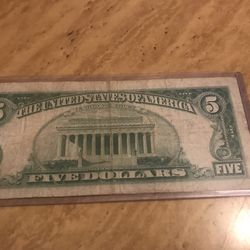 THE UNITED STATES OF AMERICA
5 5
FIVE DOLLARS
FIVE